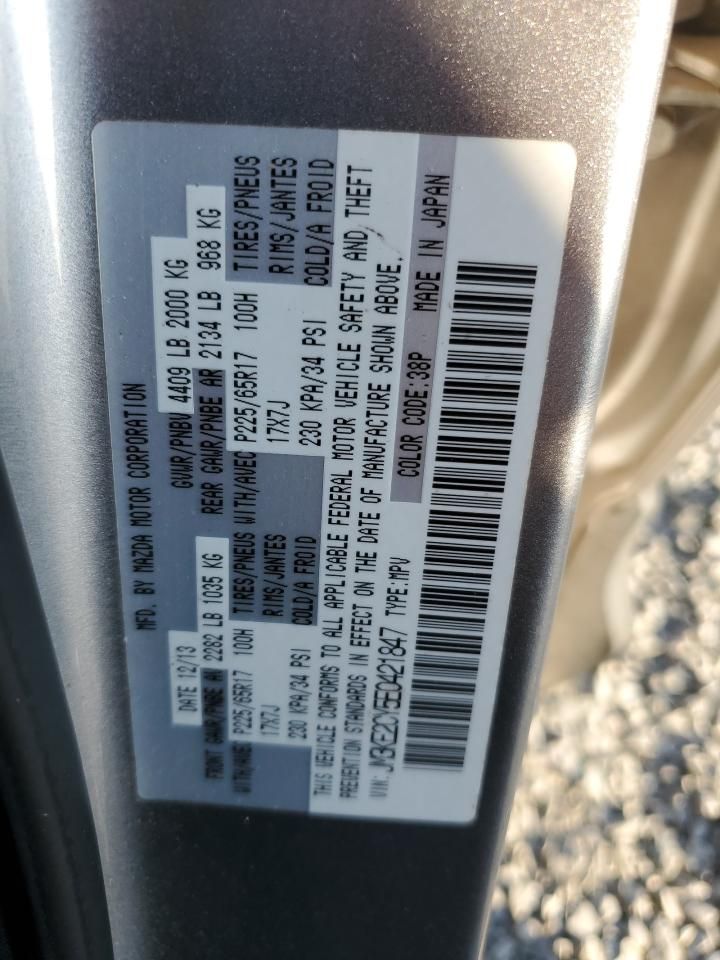 MFD. BY MAZDA MOTOR CORPORATION
DATE 12/13 GVWR/PNBV 4409 LB 2000 KG
FRONT GAWR/PNBE AV 2282 LB 1035 KG REAR GAWR/PNBE AR 2134 LB 968 KG
WITH/AVEC P225/65R17 100H TIRES/PNEUS WITH/AVEC P225/65R17 100H TIRES/PNEUS
17X7J RIMS/JANTES 17X7J RIMS/JANTES
230 KPA/34 PSI COLD/A FROID 230 KPA/34 PSI COLD/A FROID
THIS VEHICLE CONFORMS TO ALL APPLICABLE FEDERAL MOTOR VEHICLE SAFETY AND THEFT
PREVENTION STANDARDS IN EFFECT ON THE DATE OF MANUFACTURE SHOWN ABOVE.
VIN: JM3KE2CY5E0421847 TYPE:MPV COLOR CODE:38P MADE IN JAPAN